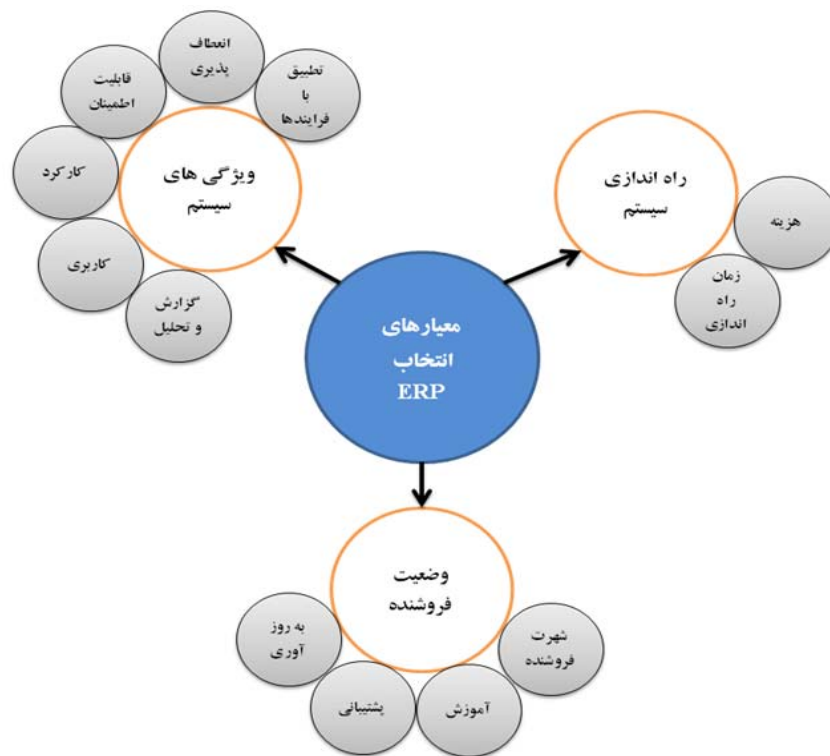 انعطاف
پذیری
تطبیق
با
فرایندها
قابلیت
اطمینان
کارکرد
کاربری
گزارش
و تحلیل
ویژگی های
سیستم
راه اندازی
سیستم
هزینه
زمان
راه
اندازی
معیارهای
انتخاب
ERP
وضعیت
فروشنده
شهرت
فروشنده
آموزش
پشتیبانی
به روز
آوری